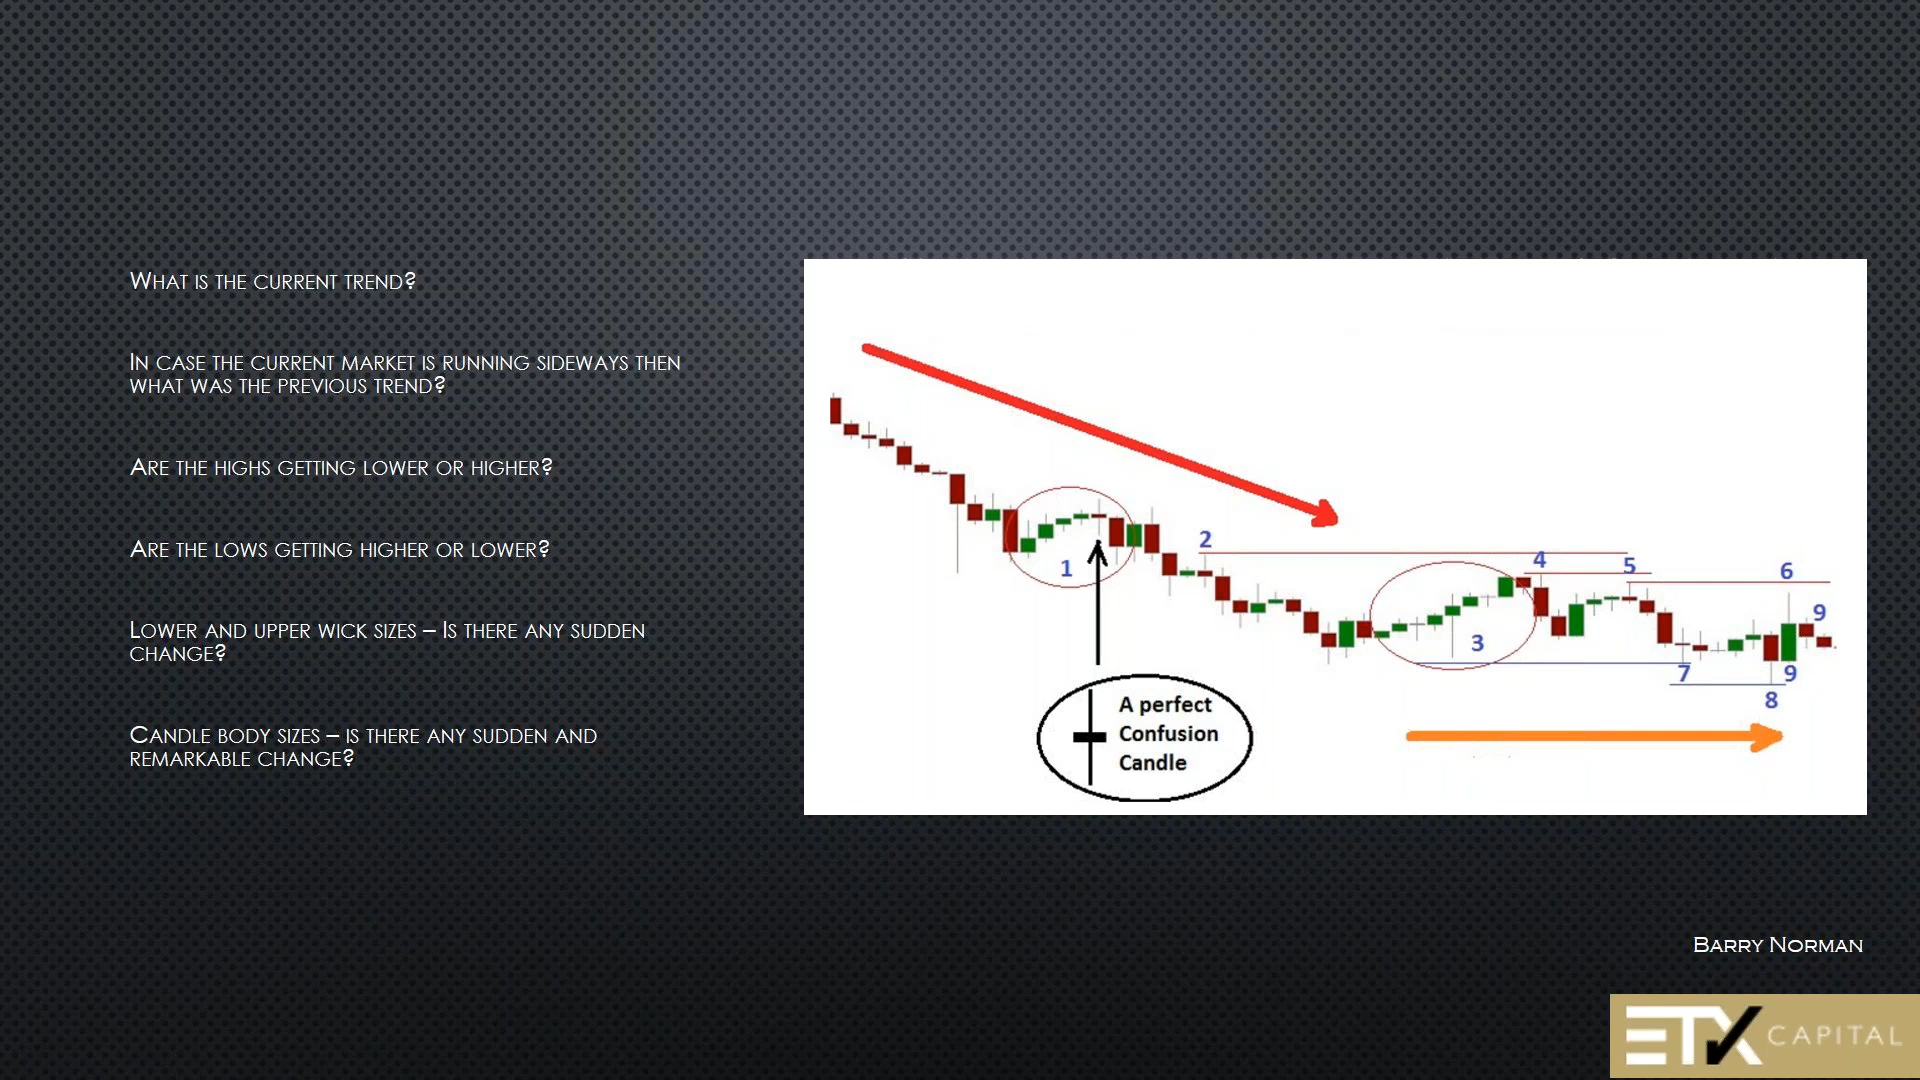 What is the current trend?
In case the current market is running sideways then
what was the previous trend?
Are the highs getting lower or higher?
Are the lows getting higher or lower?
Lower and upper wick sizes – Is there any sudden
change?
Candle body sizes – is there any sudden and
remarkable change?
1
2
3
4
5
6
7
8
9
9
A perfect
Confusion
Candle
Barry Norman
ETX CAPITAL